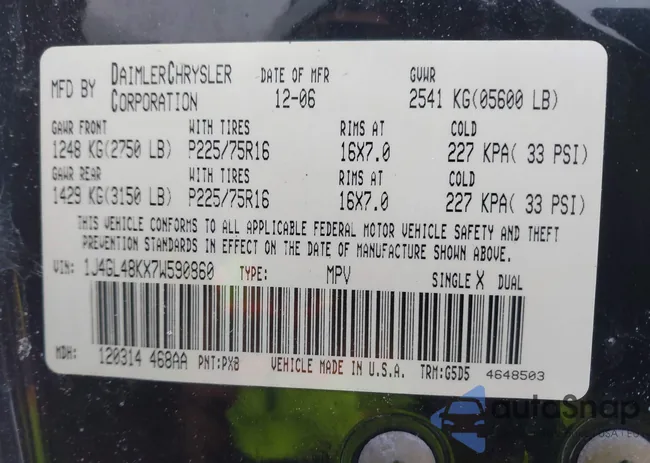 MFD BY DAIMLERCHRYSLER CORPORATION DATE OF MFR 12-06 GVWR 2541 KG(05600 LB)
GAWR FRONT WITH TIRES RIMS AT COLD
1248 KG(2750 LB) P225/75R16 16X7.0 227 KPA( 33 PSI)
GAWR REAR WITH TIRES RIMS AT COLD
1429 KG(3150 LB) P225/75R16 16X7.0 227 KPA( 33 PSI)
THIS VEHICLE CONFORMS TO ALL APPLICABLE FEDERAL MOTOR VEHICLE SAFETY AND THEFT
PREVENTION STANDARDS IN EFFECT ON THE DATE OF MANUFACTURE SHOWN ABOVE.
VIN: 1J4GL48KX7W590860 TYPE: MPV SINGLE X DUAL
MDH: 120314 468AA PNT:PX8 VEHICLE MADE IN U.S.A. TRM:G5D5 4648503
autoSnap